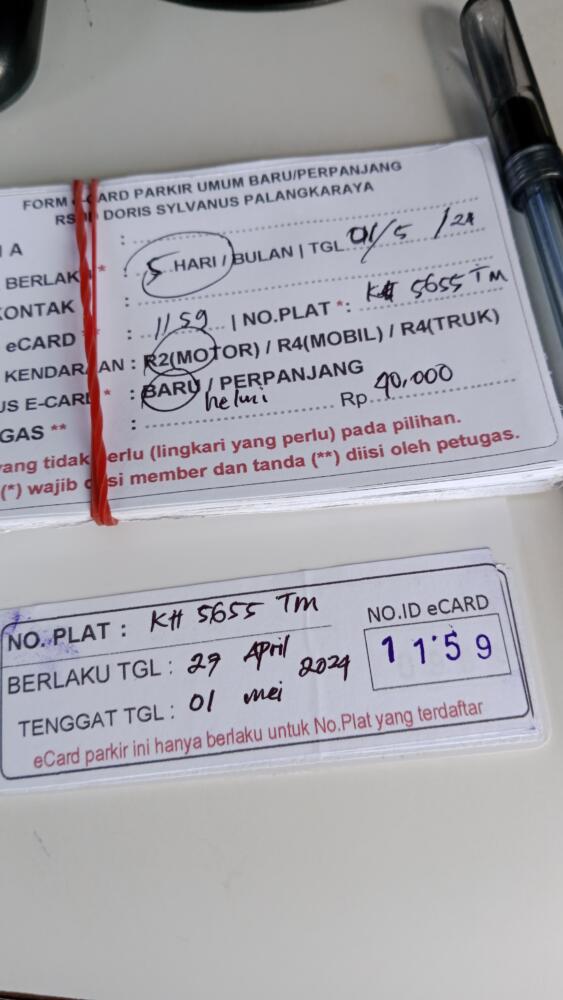 FORM e-CARD PARKIR UMUM BARU/PERPANJANG
RSUD DORIS SYLVANUS PALANGKARAYA
A :
BERLAKU * : 5 HARI / BULAN | TGL 01/5 / 24
KONTAK :
eCARD : 1159 | NO.PLAT *: KH 5655 TM
KENDARAAN : R2(MOTOR) / R4(MOBIL) / R4(TRUK)
US E-CARD * : BARU / PERPANJANG
GAS ** : helmi Rp. 40.000
yang tidak perlu (lingkari yang perlu) pada pilihan.
(*) wajib diisi member dan tanda (**) diisi oleh petugas.
NO. PLAT : KH 5655 TM
NO.ID eCARD
BERLAKU TGL : 27 April 2024
1159
TENGGAT TGL : 01 mei
eCard parkir ini hanya berlaku untuk No.Plat yang terdaftar